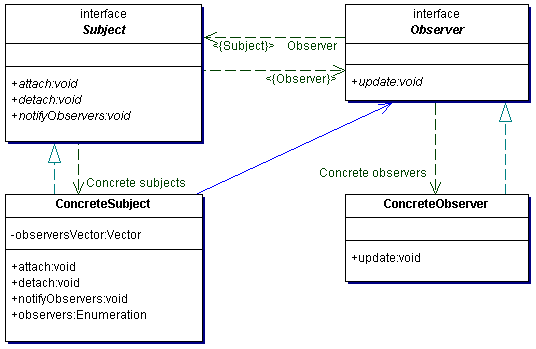 interface
Subject
+attach:void
+detach:void
+notifyObservers:void
interface
Observer
+update:void
Observer
<{Subject}>
<{Observer}>
Concrete subjects
Concrete observers
ConcreteSubject
-observersVector:Vector
+attach:void
+detach:void
+notifyObservers:void
+observers:Enumeration
ConcreteObserver
+update:void